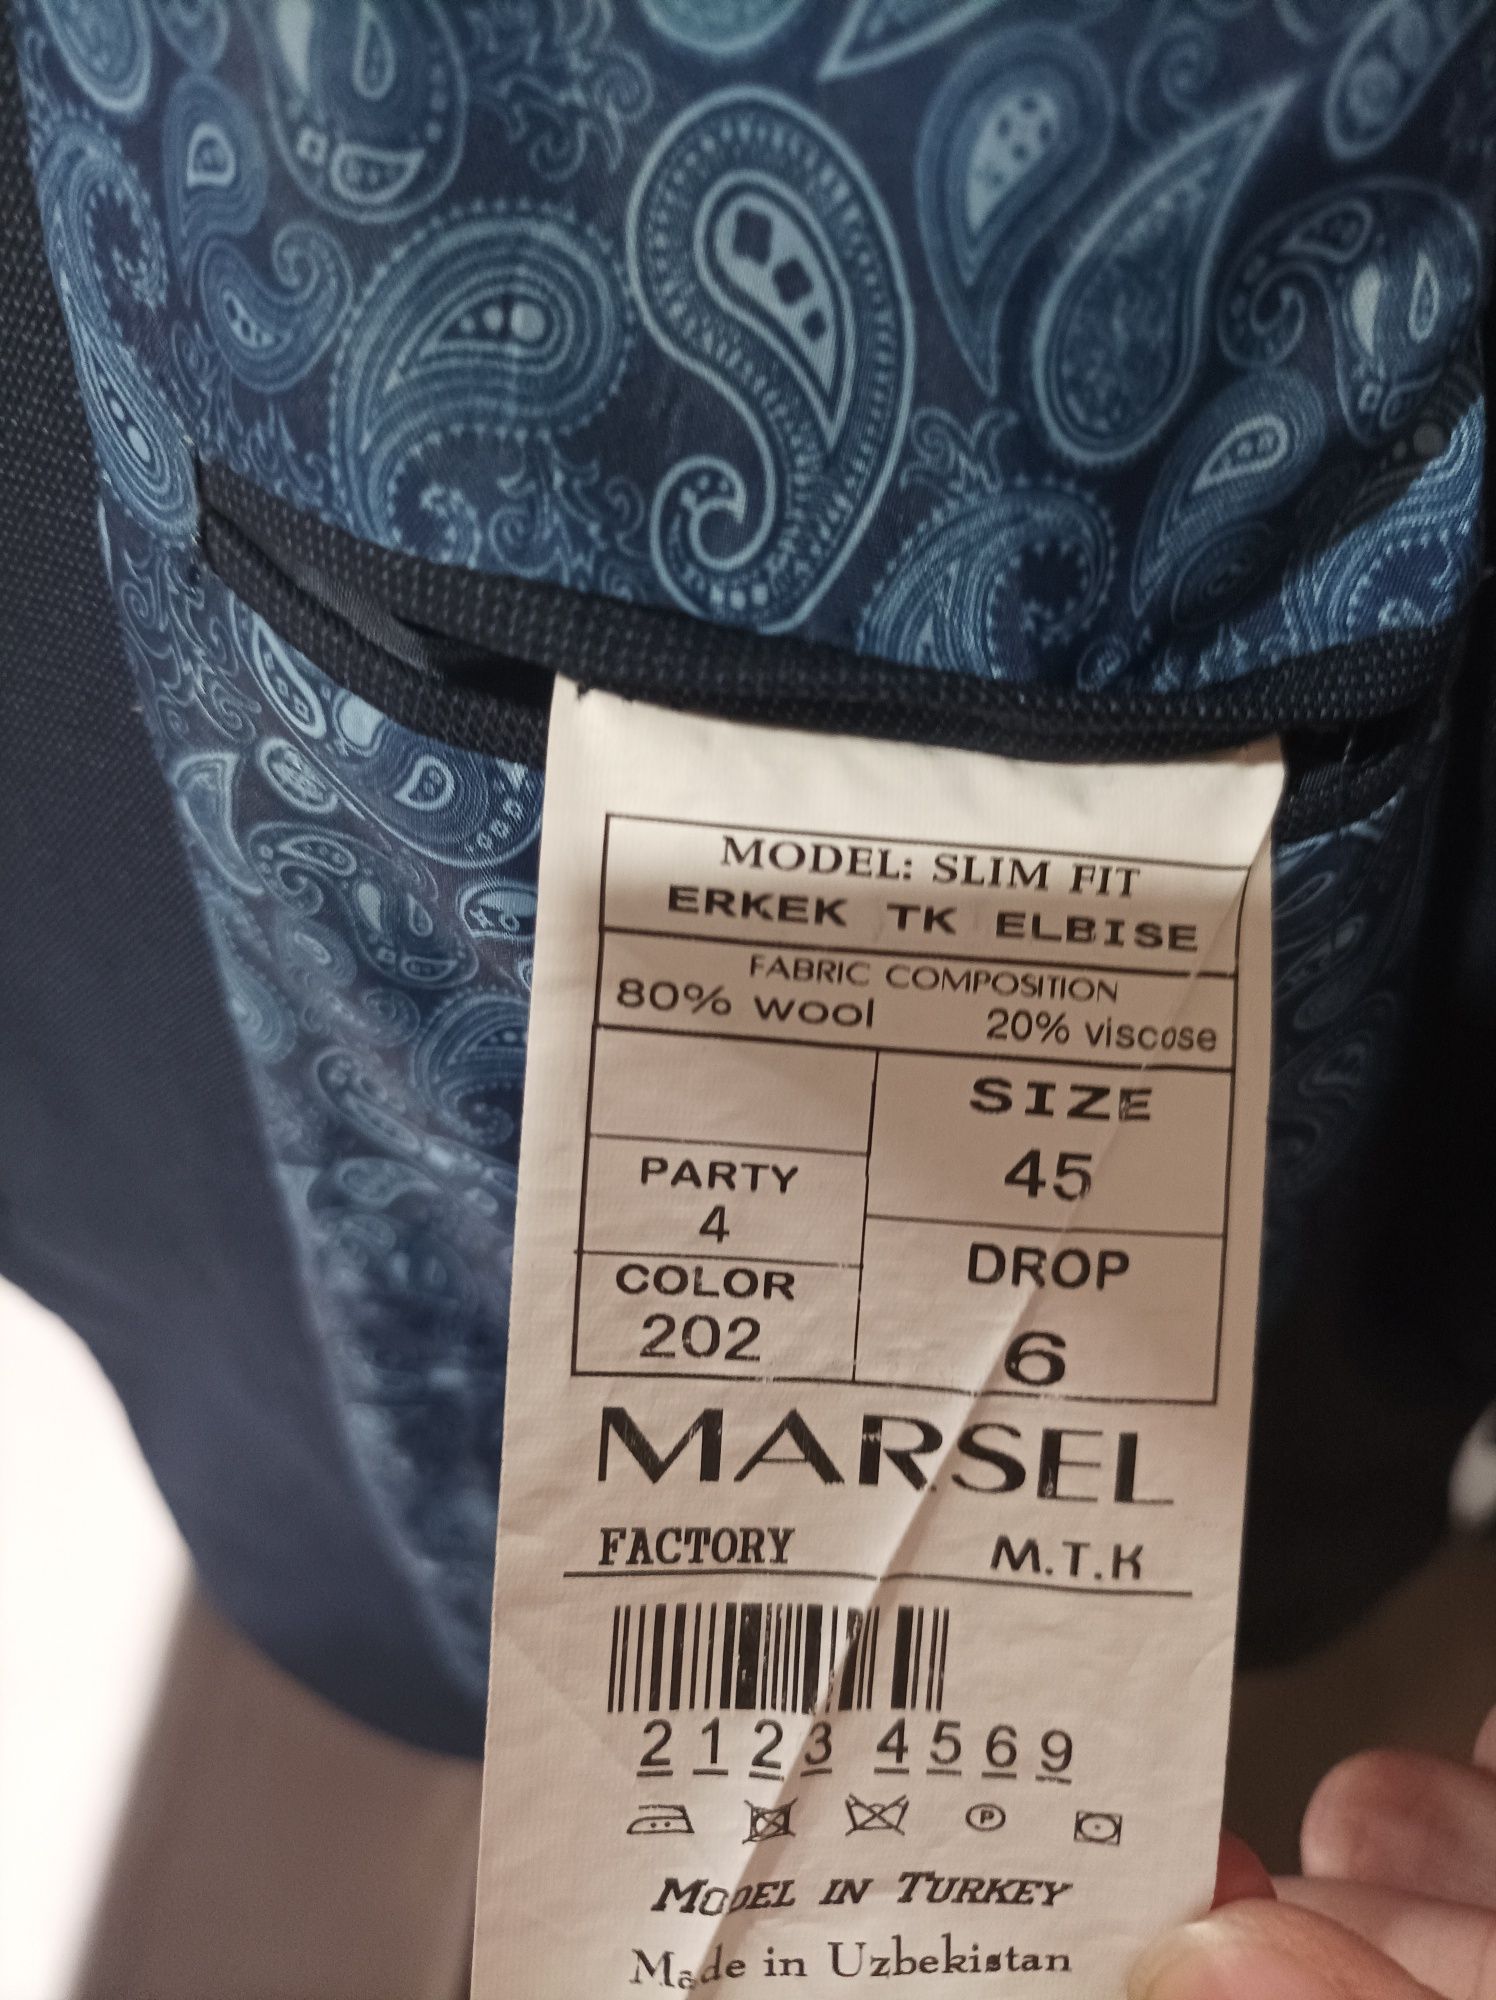 MODEL: SLIM FIT
ERKEK TK ELBISE
FABRIC COMPOSITION
80% wool 20% viscose
SIZE
45
PARTY
4
DROP
6
COLOR
202
MARSEL
FACTORY M.T.K
2123 4569
P
MODEL IN TURKEY
Made in Uzbekistan